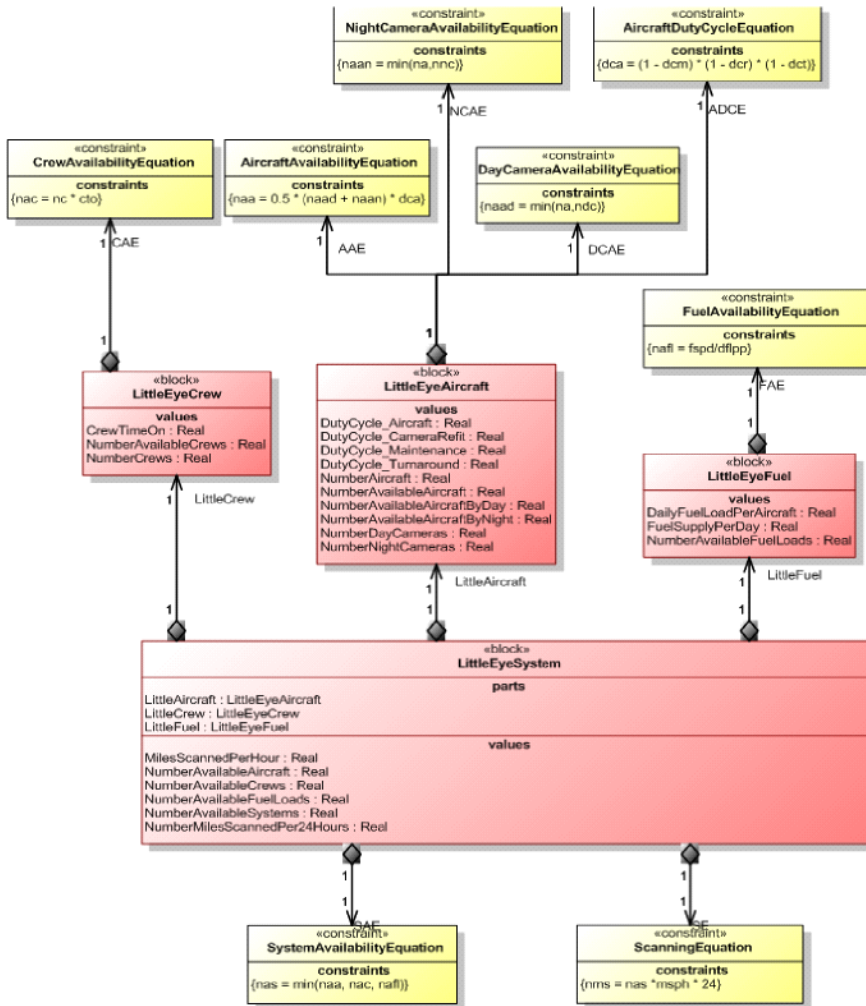 «constraint»
NightCameraAvailabilityEquation
constraints
{naan = min(na,nnc)}
«constraint»
AircraftDutyCycleEquation
constraints
{dca = (1 - dcm) * (1 - dcr) * (1 - dct)}
1
NCAE
1
ADCE
«constraint»
CrewAvailabilityEquation
constraints
{nac = nc * cto}
«constraint»
AircraftAvailabilityEquation
constraints
{naa = 0.5 * (naad + naan) * dca}
«constraint»
DayCameraAvailabilityEquation
constraints
{naad = min(na,ndc)}
1
CAE
1
AAE
1
DCAE
«constraint»
FuelAvailabilityEquation
constraints
{nafl = fspd/dflpp}
1
1
FAE
1
1
«block»
LittleEyeCrew
values
CrewTimeOn : Real
NumberAvailableCrews : Real
NumberCrews : Real
«block»
LittleEyeAircraft
values
DutyCycle_Aircraft : Real
DutyCycle_CameraRefit : Real
DutyCycle_Maintenance : Real
DutyCycle_Turnaround : Real
NumberAircraft : Real
NumberAvailableAircraft : Real
NumberAvailableAircraftByDay : Real
NumberAvailableAircraftByNight : Real
NumberDayCameras : Real
NumberNightCameras : Real
«block»
LittleEyeFuel
values
DailyFuelLoadPerAircraft : Real
FuelSupplyPerDay : Real
NumberAvailableFuelLoads : Real
1
LittleCrew
1
LittleAircraft
1
LittleFuel
1
1
1
«block»
LittleEyeSystem
parts
LittleAircraft : LittleEyeAircraft
LittleCrew : LittleEyeCrew
LittleFuel : LittleEyeFuel
values
MilesScannedPerHour : Real
NumberAvailableAircraft : Real
NumberAvailableCrews : Real
NumberAvailableFuelLoads : Real
NumberAvailableSystems : Real
NumberMilesScannedPer24Hours : Real
1
1
1
SAE
1
SE
«constraint»
SystemAvailabilityEquation
constraints
{nas = min(naa, nac, nafl)}
«constraint»
ScanningEquation
constraints
{nms = nas *msph * 24}